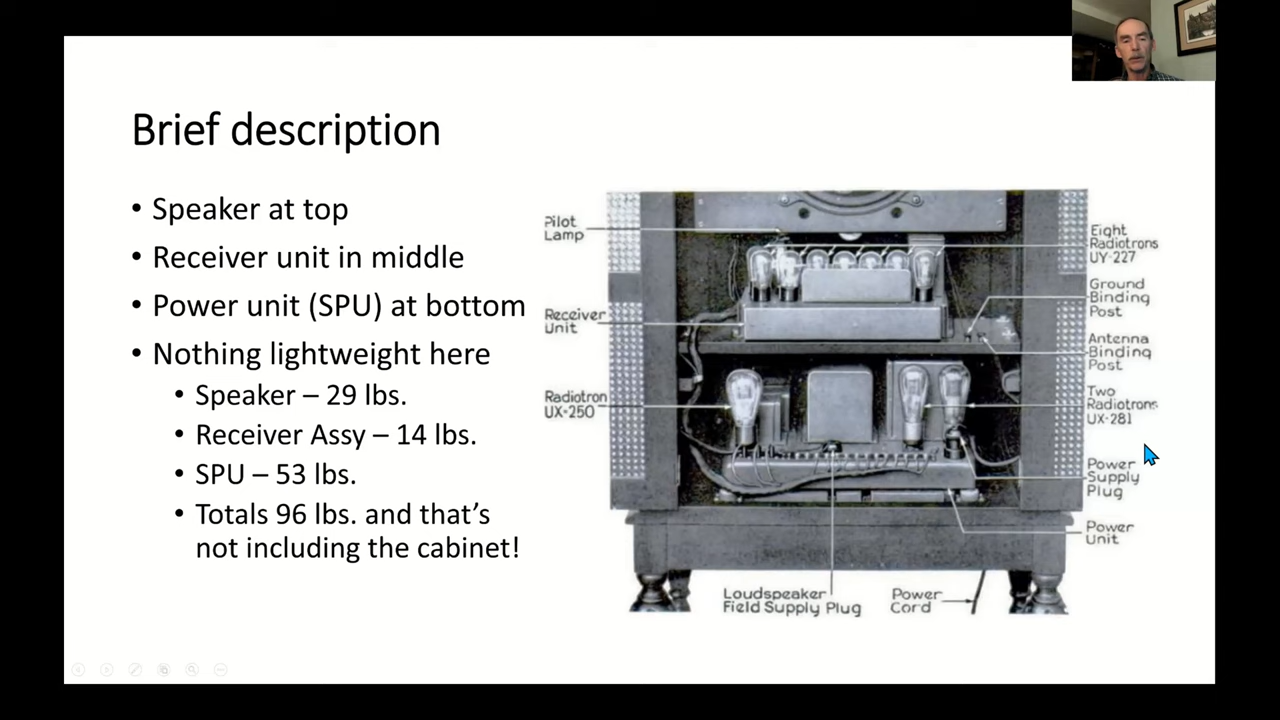 Brief description
• Speaker at top
• Receiver unit in middle
• Power unit (SPU) at bottom
• Nothing lightweight here
• Speaker – 29 lbs.
• Receiver Assy – 14 lbs.
• SPU – 53 lbs.
• Totals 96 lbs. and that's
not including the cabinet!
Pilot
Lamp
Receiver
Unit
Radiotron
UX-250
Eight
Radiotrons
UY-227
Ground
Binding
Post
Antenna
Binding
Post
Two
Radiotrons
UX-281
Power
Supply
Plug
Power
Unit
Loudspeaker
Field Supply Plug
Power
Cord